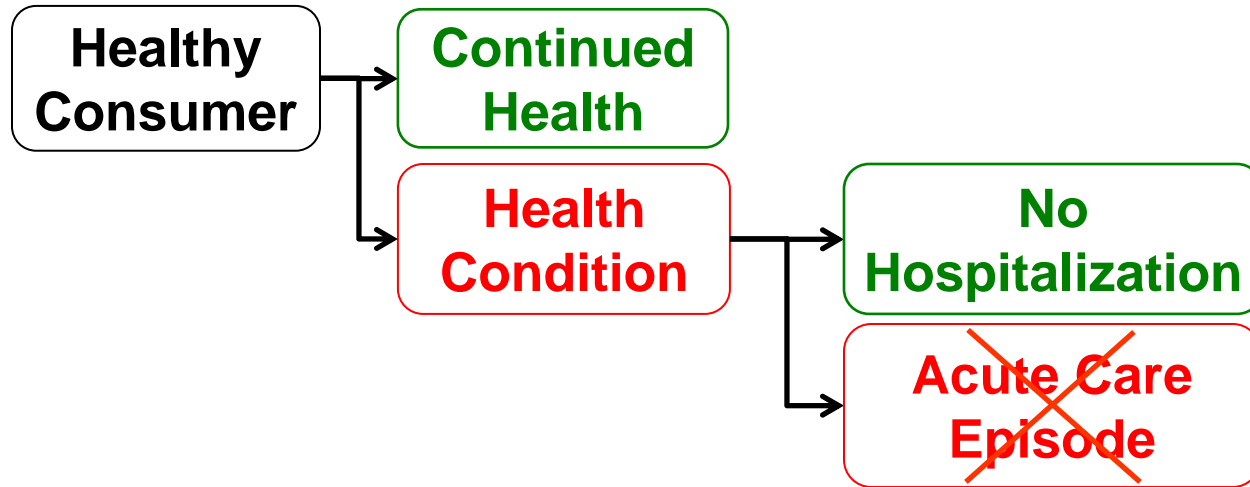 Healthy
Consumer
Continued
Health
Health
Condition
No
Hospitalization
Acute Care
Episode